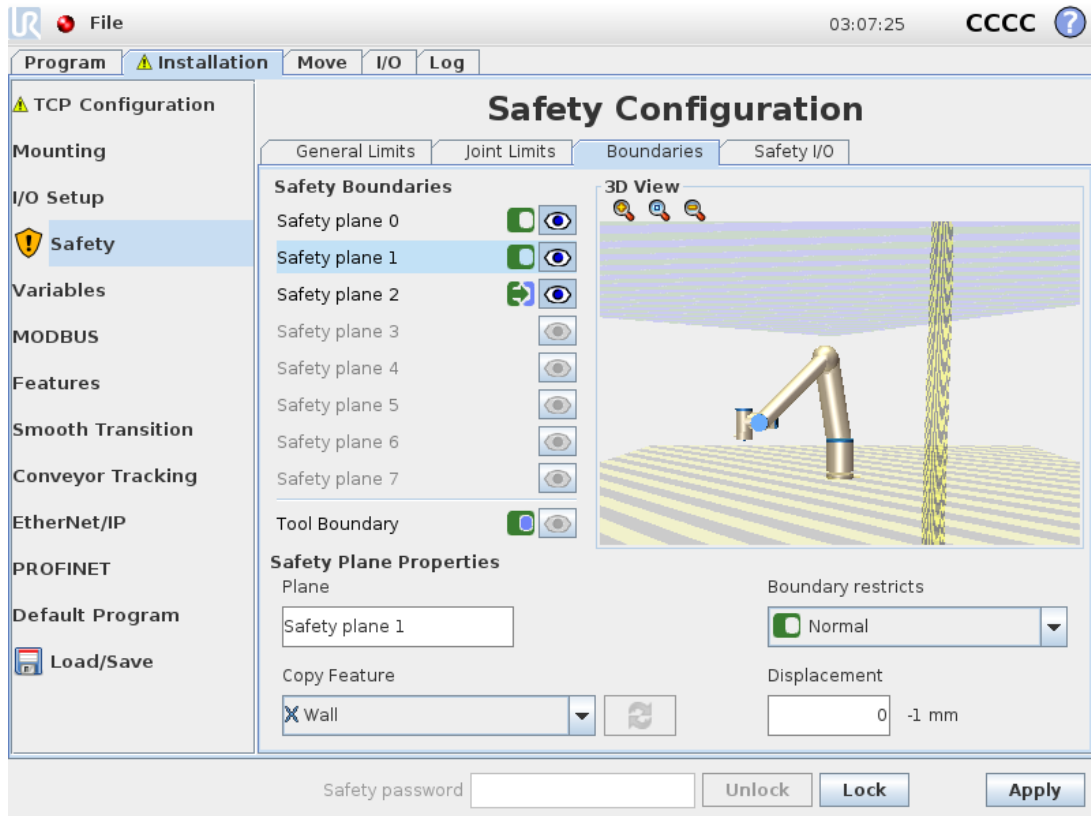 UR File 03:07:25 CCCC ?
Program Installation Move I/O Log
TCP Configuration
Mounting
I/O Setup
Safety
Variables
MODBUS
Features
Smooth Transition
Conveyor Tracking
EtherNet/IP
PROFINET
Default Program
Load/Save
Safety Configuration
General Limits Joint Limits Boundaries Safety I/O
Safety Boundaries
Safety plane 0
Safety plane 1
Safety plane 2
Safety plane 3
Safety plane 4
Safety plane 5
Safety plane 6
Safety plane 7
Tool Boundary
3D View
Safety Plane Properties
Plane
Safety plane 1
Boundary restricts
Normal
Copy Feature
Wall
Displacement
0 -1 mm
Safety password Unlock Lock Apply